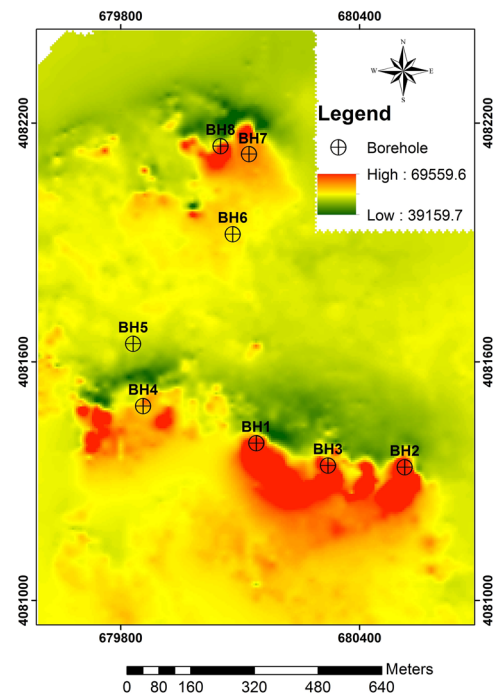 679800 680400
N
W E
S
Legend
Borehole
High : 69559.6
Low : 39159.7
4082200 4082200
BH8
BH7
BH6
BH5
4081600 4081600
BH4
BH1
BH3
BH2
4081000 4081000
679800 680400
Meters
0 80 160 320 480 640